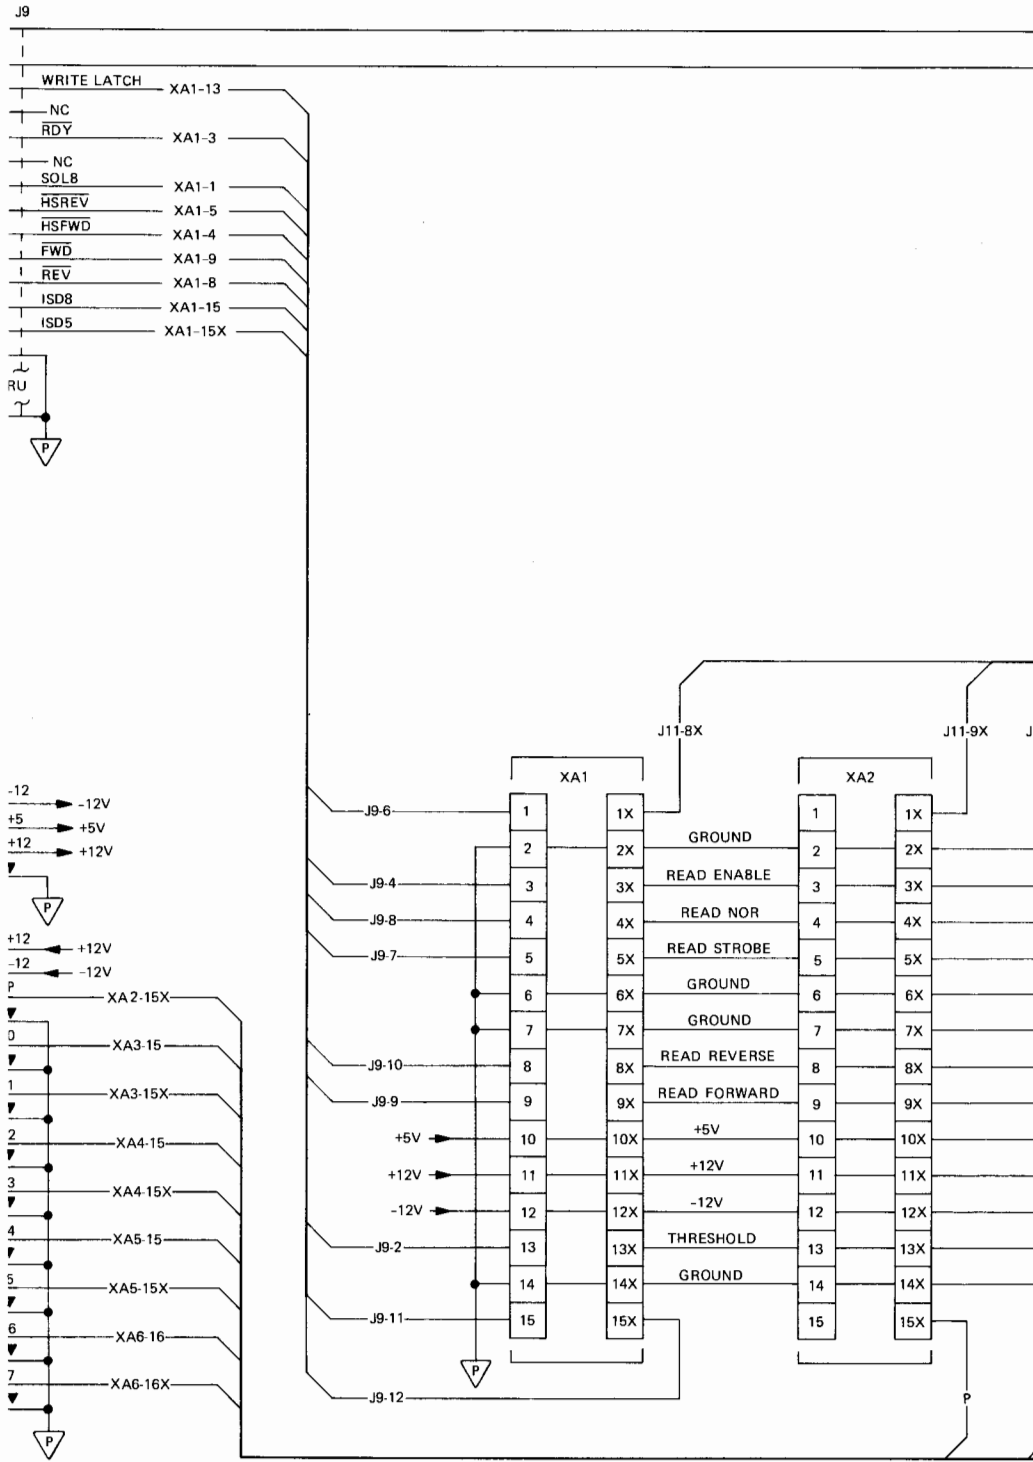 J9
WRITE LATCH XA1-13
NC
RDY XA1-3
NC
SOL8 XA1-1
HSREV XA1-5
HSFWD XA1-4
FWD XA1-9
REV XA1-8
ISD8 XA1-15
ISD5 XA1-15X
RU
P
J11-8X J11-9X J
XA1 XA2
-12 -12V
+5 +5V
+12 +12V
P
+12 +12V
-12 -12V
P XA2-15X
0 XA3-15
1 XA3-15X
2 XA4-15
3 XA4-15X
4 XA5-15
5 XA5-15X
6 XA6-16
7 XA6-16X
P
J9-6 1 1X 1 1X
2 2X GROUND 2 2X
J9-4 3 3X READ ENABLE 3 3X
J9-8 4 4X READ NOR 4 4X
J9-7 5 5X READ STROBE 5 5X
6 6X GROUND 6 6X
7 7X GROUND 7 7X
J9-10 8 8X READ REVERSE 8 8X
J9-9 9 9X READ FORWARD 9 9X
+5V 10 10X +5V 10 10X
+12V 11 11X +12V 11 11X
-12V 12 12X -12V 12 12X
J9-2 13 13X THRESHOLD 13 13X
14 14X GROUND 14 14X
J9-11 15 15X 15 15X
P
J9-12
P